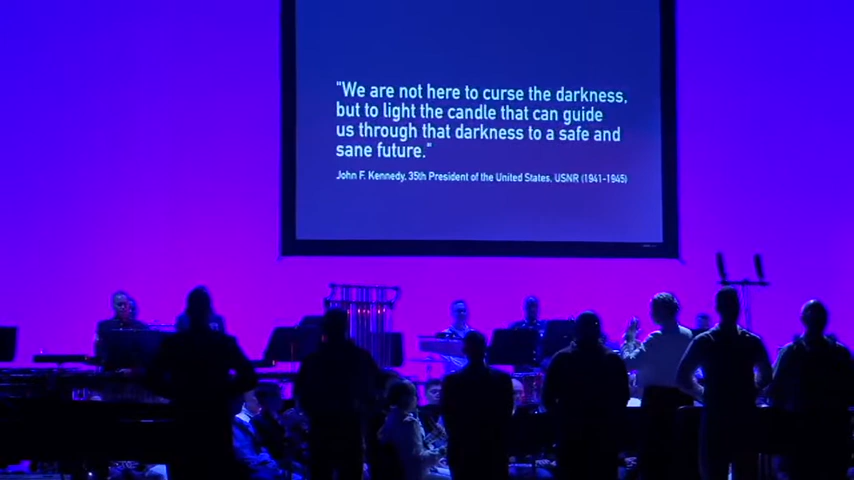 "We are not here to curse the darkness,
but to light the candle that can guide
us through that darkness to a safe and
sane future."
John F. Kennedy, 35th President of the United States, USNR (1941-1945)